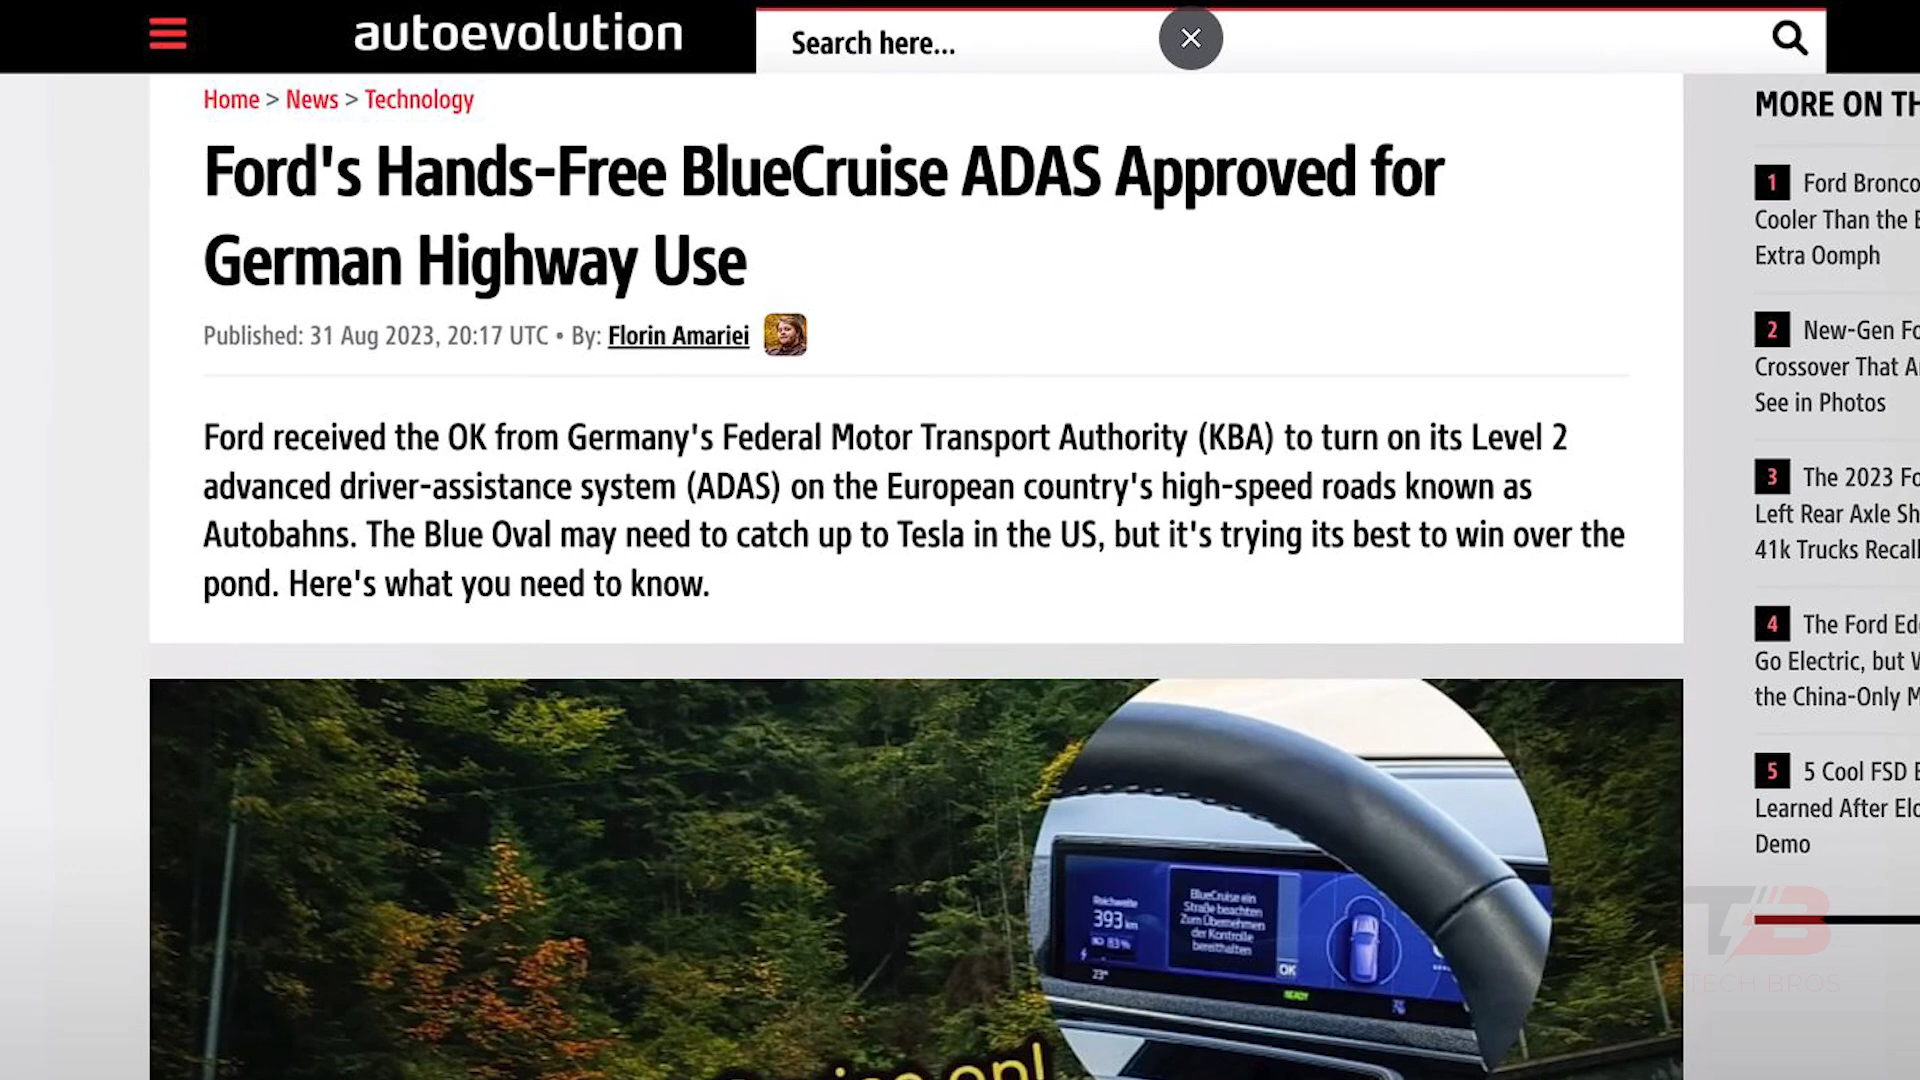 autoevolution
Search here...
Home > News > Technology
MORE ON TH
Ford's Hands-Free BlueCruise ADAS Approved for
German Highway Use
Published: 31 Aug 2023, 20:17 UTC • By: Florin Amariei
Ford received the OK from Germany's Federal Motor Transport Authority (KBA) to turn on its Level 2
advanced driver-assistance system (ADAS) on the European country's high-speed roads known as
Autobahns. The Blue Oval may need to catch up to Tesla in the US, but it's trying its best to win over the
pond. Here's what you need to know.
1 Ford Bronco
Cooler Than the
Extra Oomph
2 New-Gen Fo
Crossover That A
See in Photos
3 The 2023 Fo
Left Rear Axle Sh
41k Trucks Recall
4 The Ford Ed
Go Electric, but
the China-Only M
5 5 Cool FSD
Learned After Elo
Demo
Reichweite
393 km
83%
23°
BlueCruise ein
Straße beachten
Zum Übernehmen
der Kontrolle
bereithalten
OK
READY
on!
TB
TECH BROS